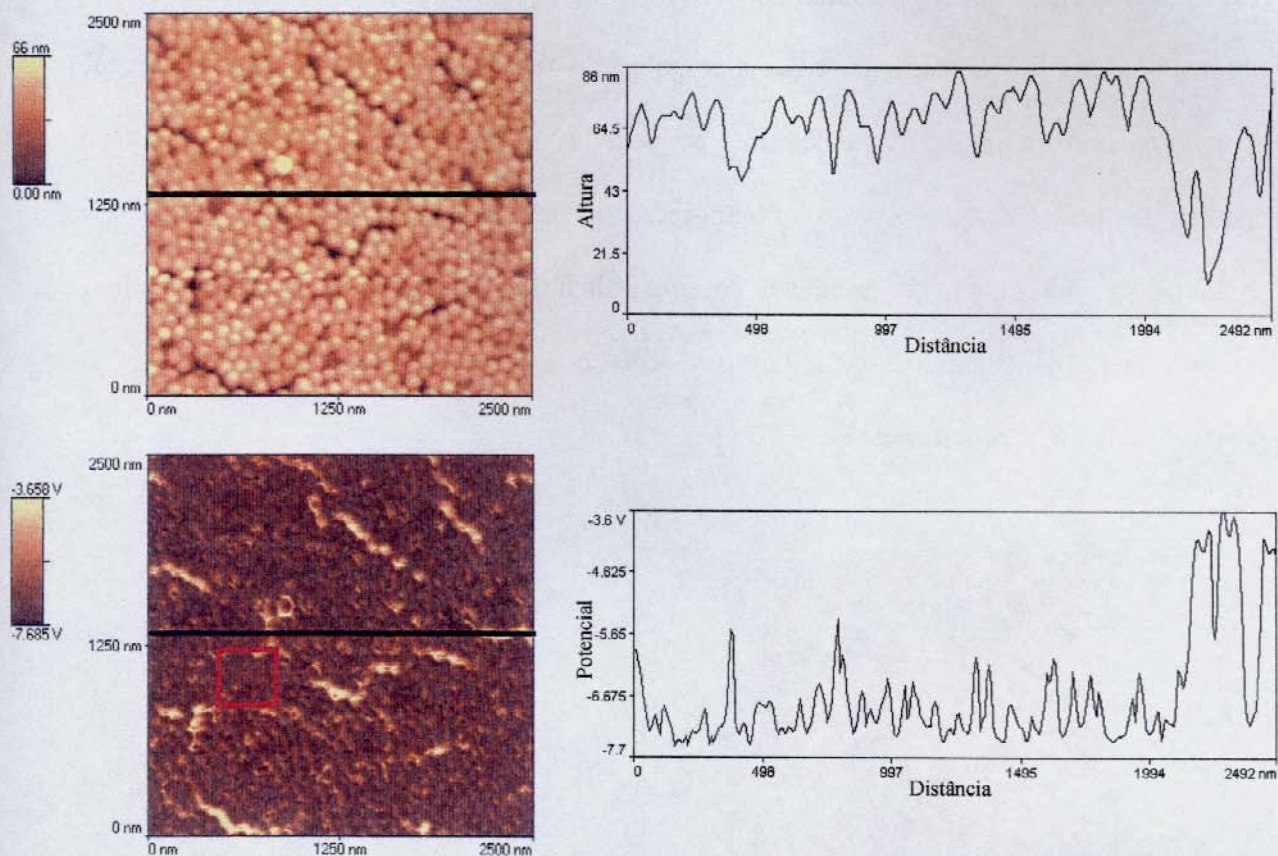 2500 nm
66 nm
0.00 nm
1250 nm
0 nm
0 nm
1250 nm
2500 nm
86 nm
64.5
43
21.5
0
Altura
0
498
997
1495
1994
2492 nm
Distância
2500 nm
-3.658 V
-7.685 V
1250 nm
0 nm
0 nm
1250 nm
2500 nm
-3.6 V
-4.825
-5.65
-6.675
-7.7
Potencial
0
498
997
1495
1994
2492 nm
Distância